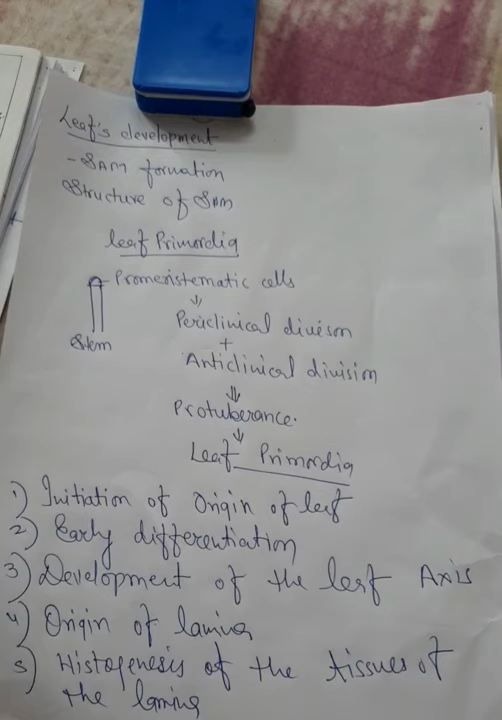 Leaf's development
- SAM formation
Structure of SAM
leaf Primordia
Promeristematic cells
⇓
Stem
Periclinical divison
+
Anticlinical division
⇓
Protuberance.
↓
Leaf Primordia
1) Initiation of Origin of leaf
2) Early differentiation
3) Development of the leaf Axis
4) Origin of lamina
5) Histogenesis of the tissues of
the lamina